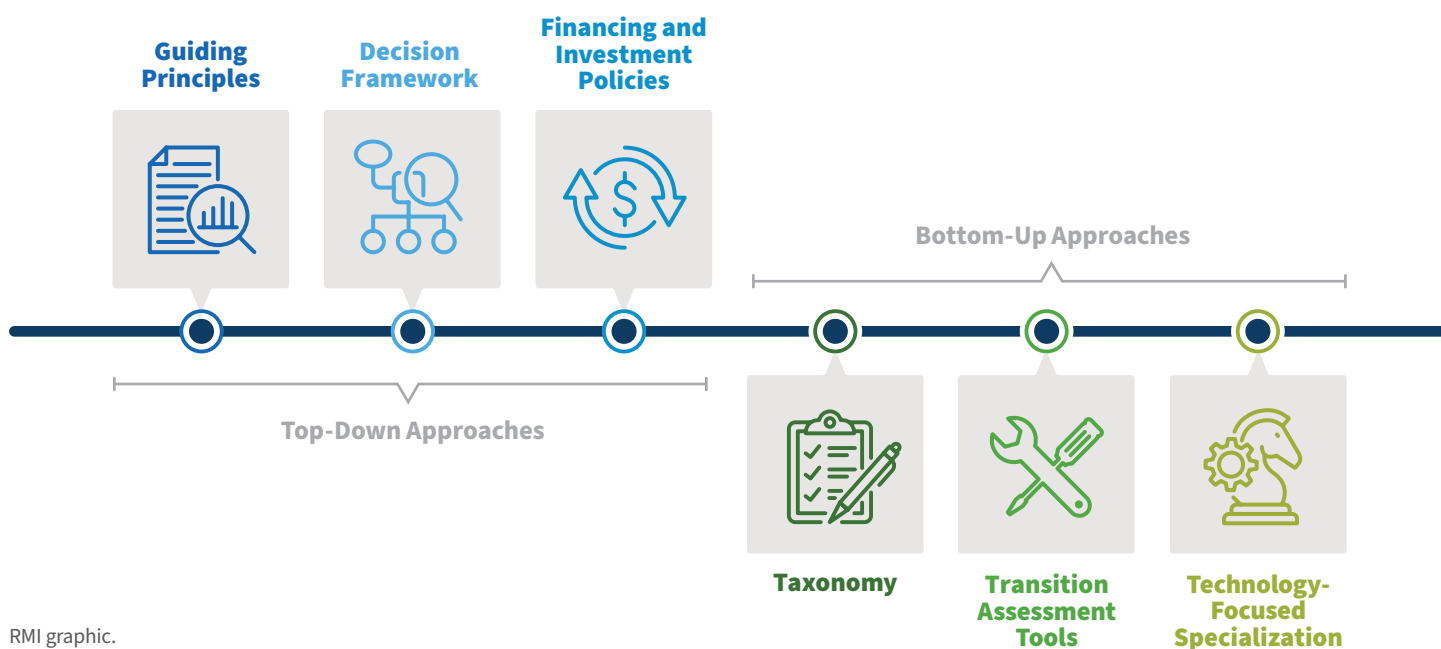 Guiding
Principles
Decision
Framework
Financing and
Investment
Policies
Bottom-Up Approaches
Top-Down Approaches
Taxonomy
Transition
Assessment
Tools
Technology-
Focused
Specialization
RMI graphic.